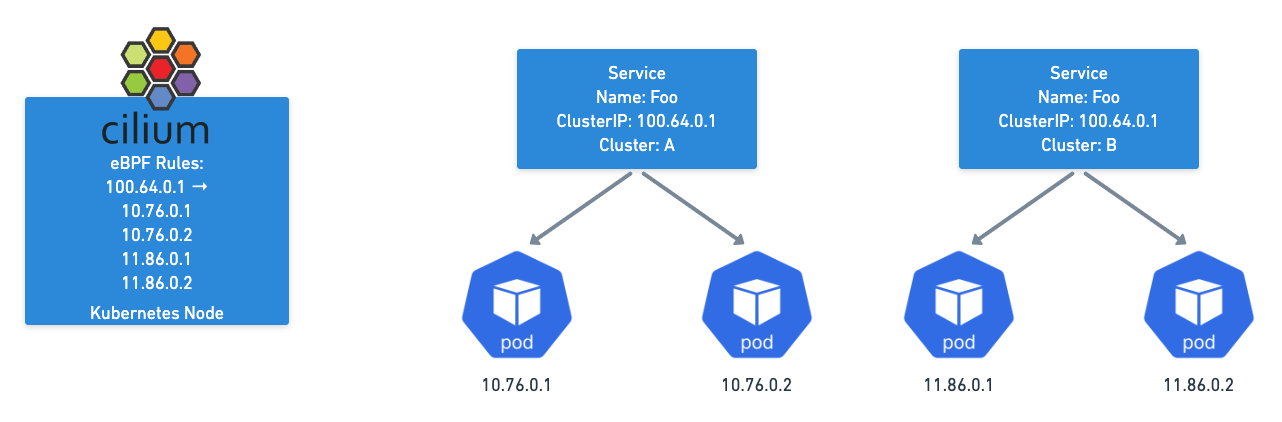 cilium
eBPF Rules:
100.64.0.1 →
10.76.0.1
10.76.0.2
11.86.0.1
11.86.0.2
Kubernetes Node
Service
Name: Foo
ClusterIP: 100.64.0.1
Cluster: A
pod
10.76.0.1
pod
10.76.0.2
Service
Name: Foo
ClusterIP: 100.64.0.1
Cluster: B
pod
11.86.0.1
pod
11.86.0.2